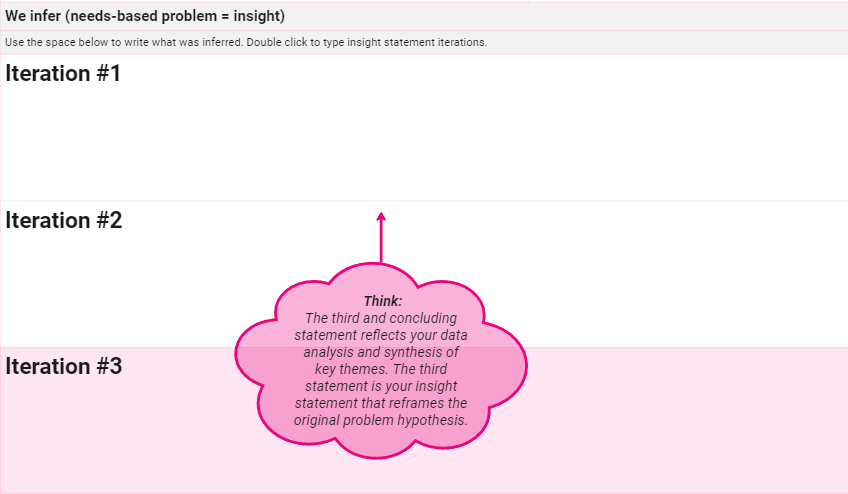 We infer (needs-based problem = insight)
Use the space below to write what was inferred. Double click to type insight statement iterations.
Iteration #1
Iteration #2
Think:
The third and concluding
statement reflects your data
analysis and synthesis of
key themes. The third
statement is your insight
statement that reframes the
original problem hypothesis.
Iteration #3